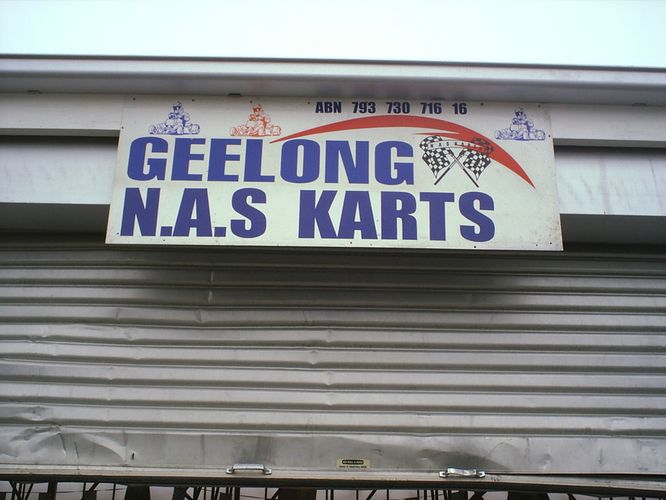 ABN 793 730 716 16
GEELONG
N.A.S KARTS